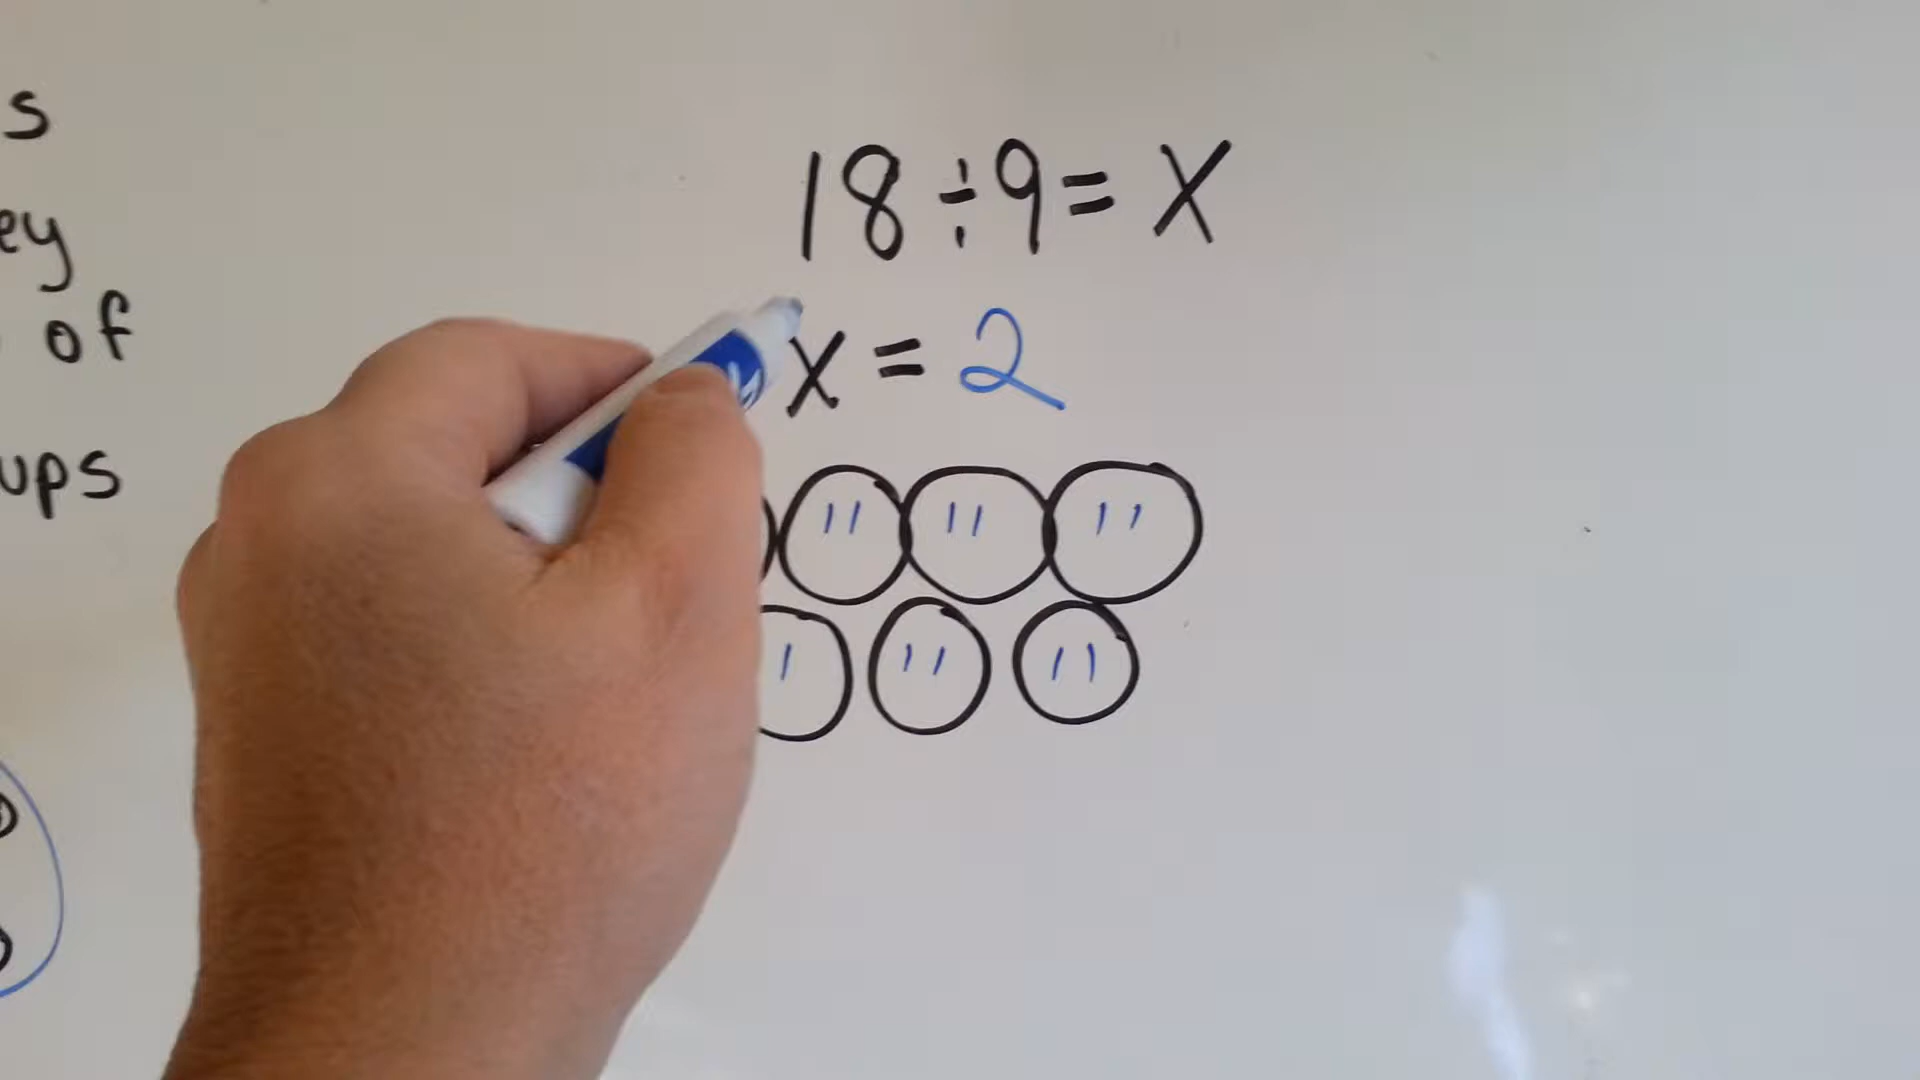 18÷9=X
x = 2
s
ey
of
ups